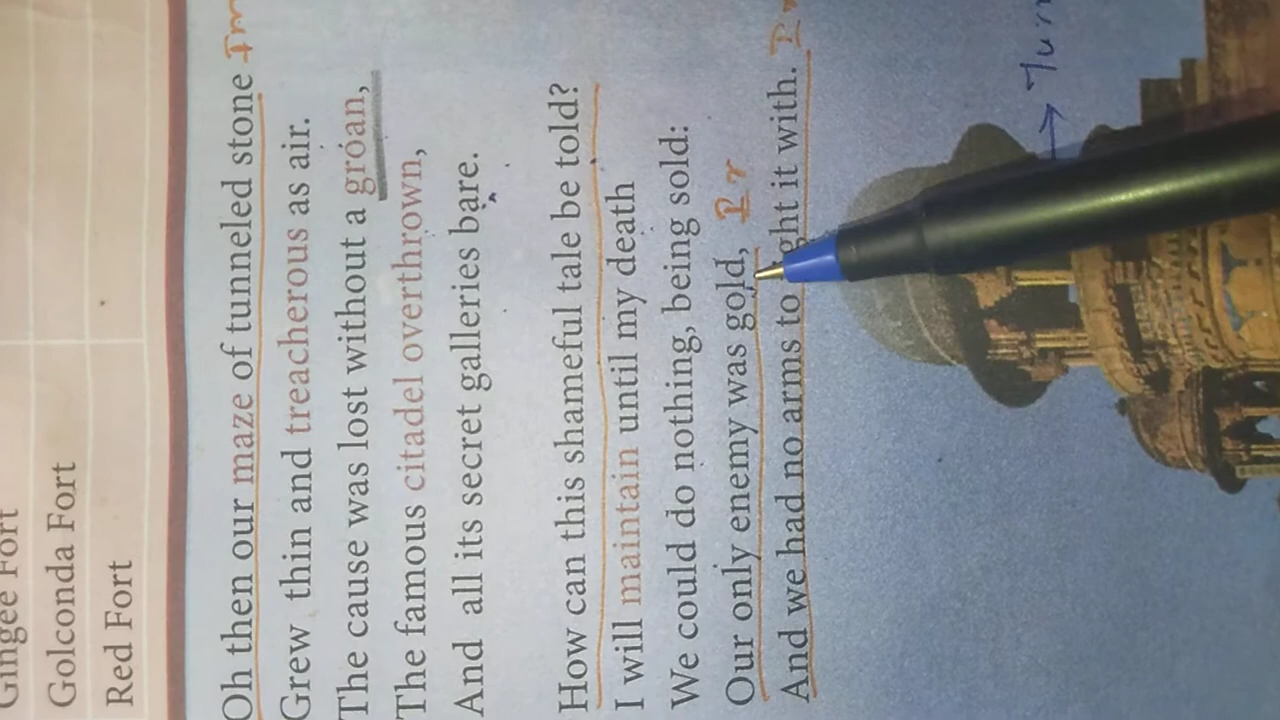 Gingee Fort
Golconda Fort
Red Fort
Oh then our maze of tunneled stone Im
Grew thin and treacherous as air.
The cause was lost without a groan,
The famous citadel overthrown,
And all its secret galleries bare.
How can this shameful tale be told?
I will maintain until my death
We could do nothing, being sold:
Our only enemy was gold, Pr
And we had no arms to ght it with.